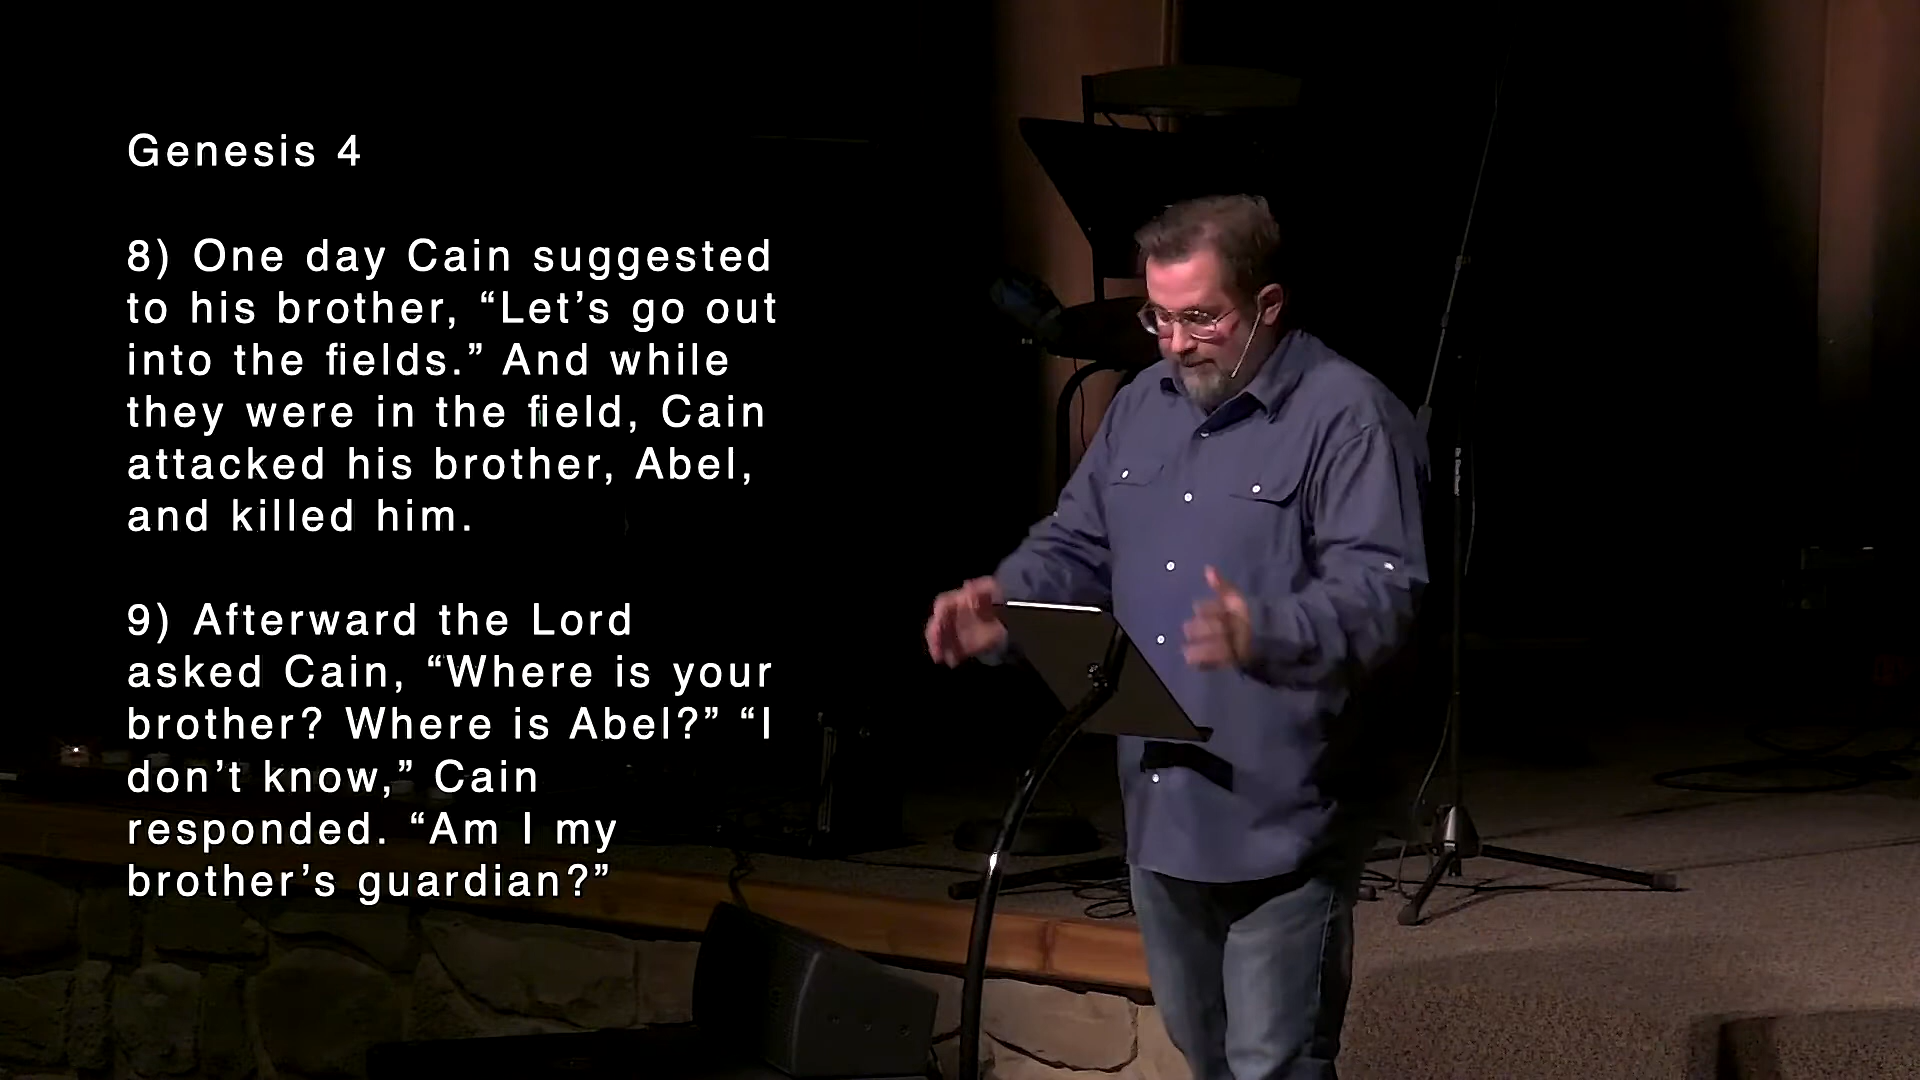 Genesis 4
8) One day Cain suggested
to his brother, “Let’s go out
into the fields.” And while
they were in the field, Cain
attacked his brother, Abel,
and killed him.
9) Afterward the Lord
asked Cain, “Where is your
brother? Where is Abel?” “I
don’t know,” Cain
responded. “Am I my
brother’s guardian?”